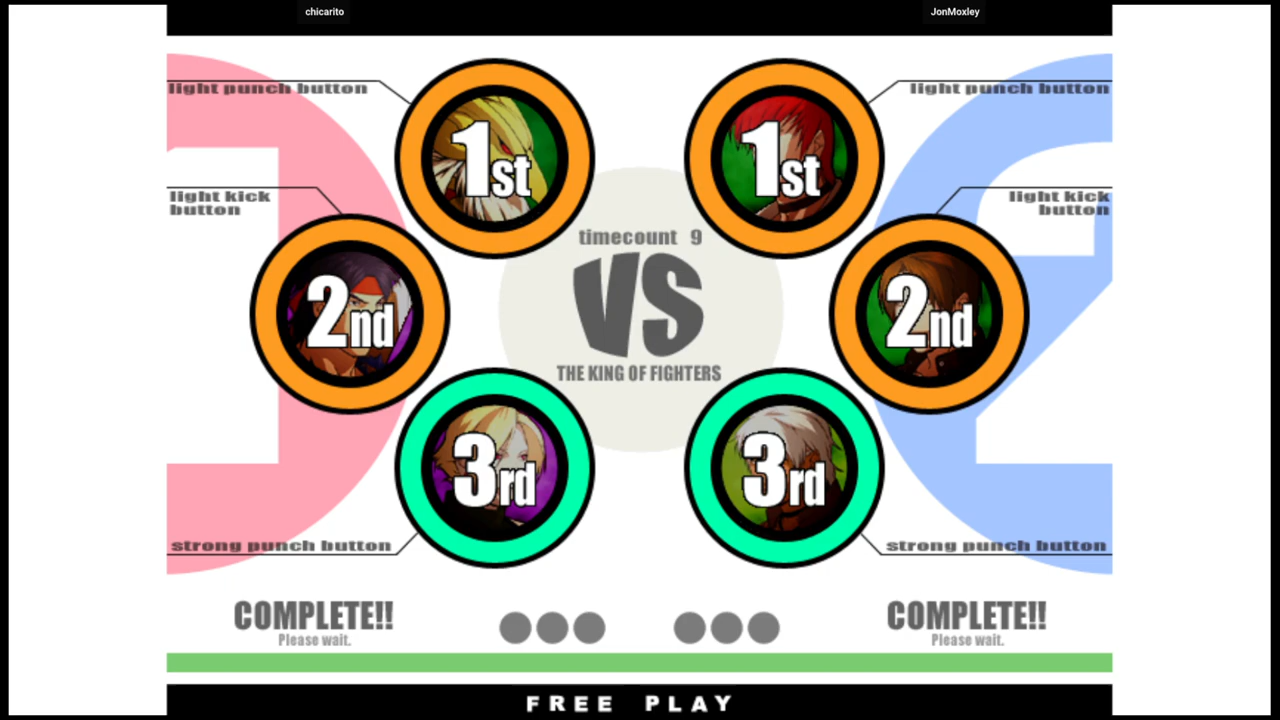 chicarito
JonMoxley
light punch button
light punch button
1st
1st
light kick
button
light kick
button
timecount 9
VS
THE KING OF FIGHTERS
2nd
2nd
3rd
3rd
strong punch button
strong punch button
COMPLETE!!
Please wait.
COMPLETE!!
Please wait.
FREE PLAY